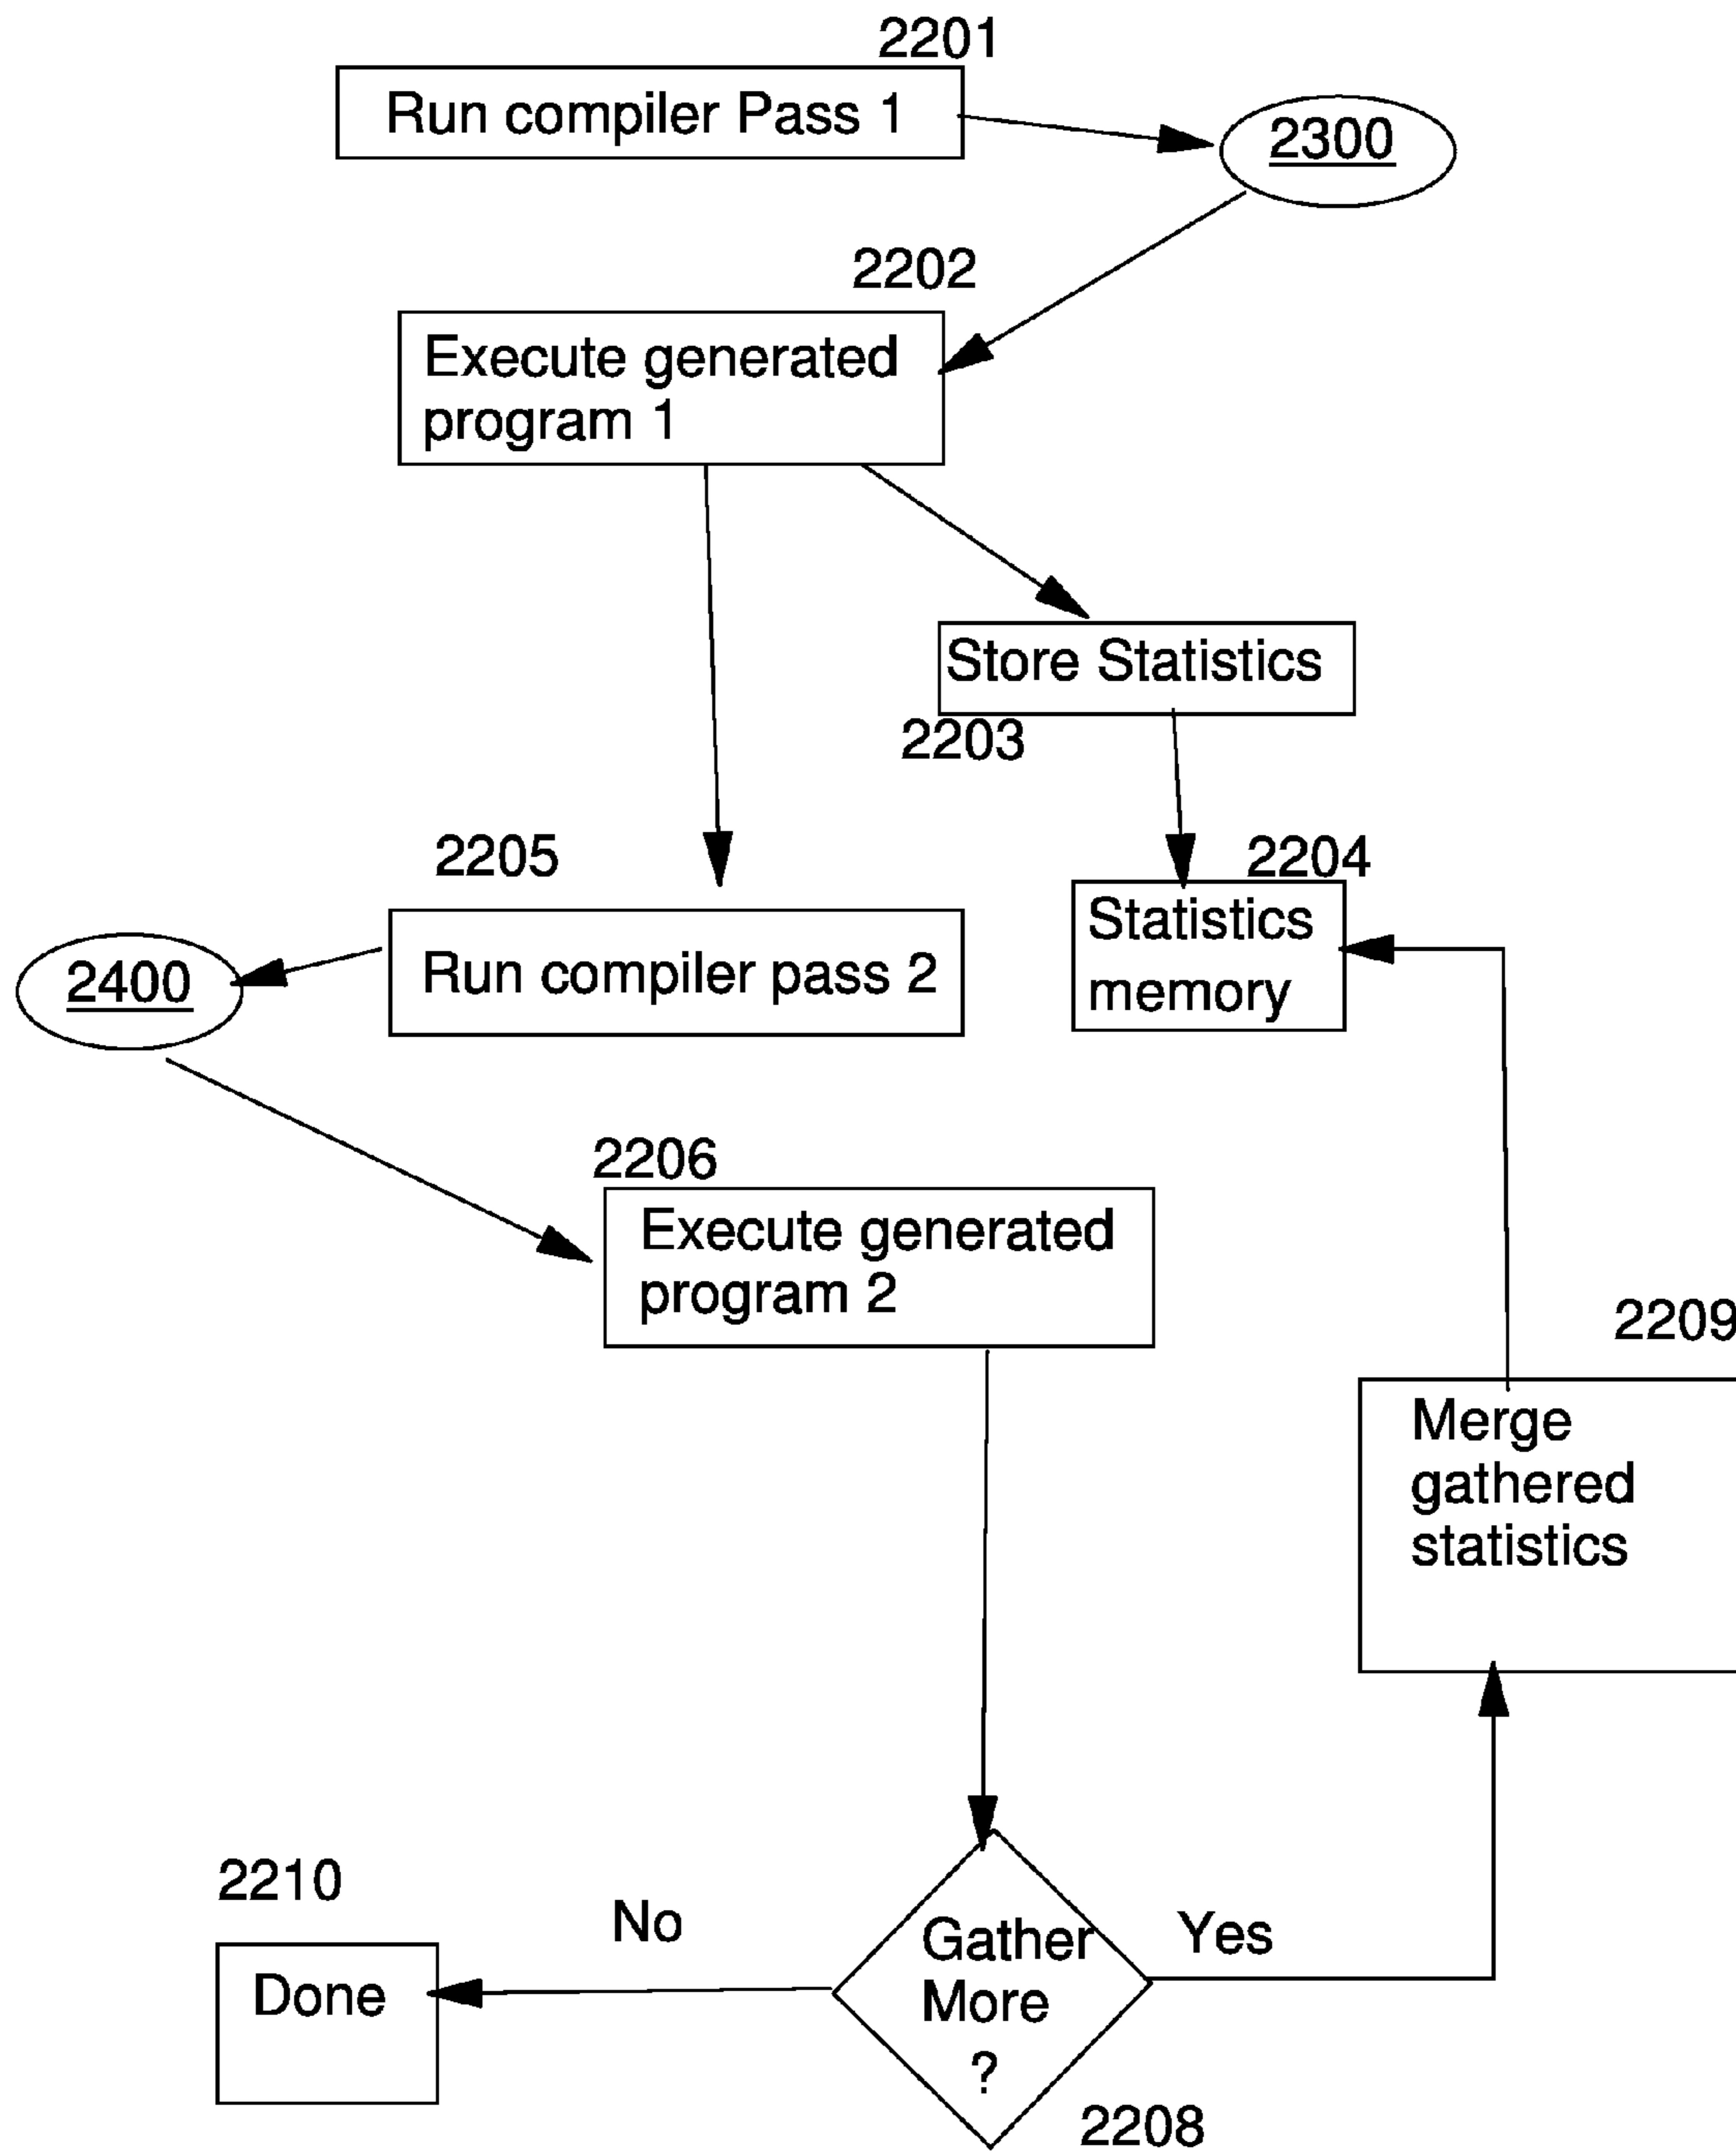 2201
Run compiler Pass 1
2300
2202
Execute generated
program 1
Store Statistics
2203
2205
2204
Statistics
memory
2400
Run compiler pass 2
2206
Execute generated
program 2
2209
Merge
gathered
statistics
2210
No
Yes
Gather
More
?
Done
2208